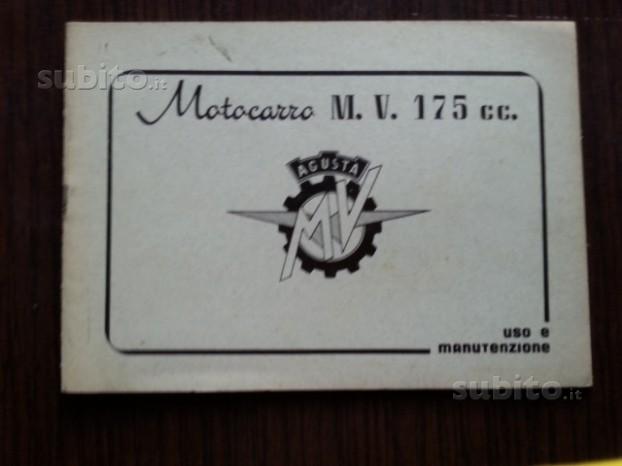 subito.it
Motocarro M. V. 175 cc.
AGUSTA
MV
uso e
manutenzione
subito.it